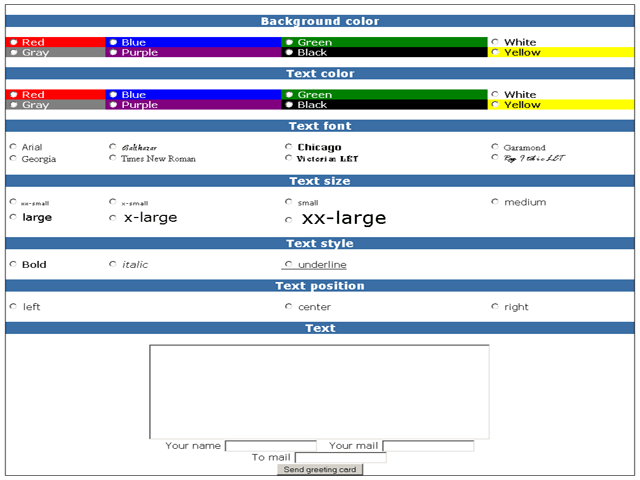 Background color
Red Blue Green White
Gray Purple Black Yellow
Text color
Red Blue Green White
Gray Purple Black Yellow
Text font
Arial Balthazar Chicago Garamond
Georgia Times New Roman Victorian LET LET
Text size
xx-small x-small small medium
large x-large xx-large
Text style
Bold italic underline
Text position
left center right
Text
Your name Your mail
To mail
Send greeting card